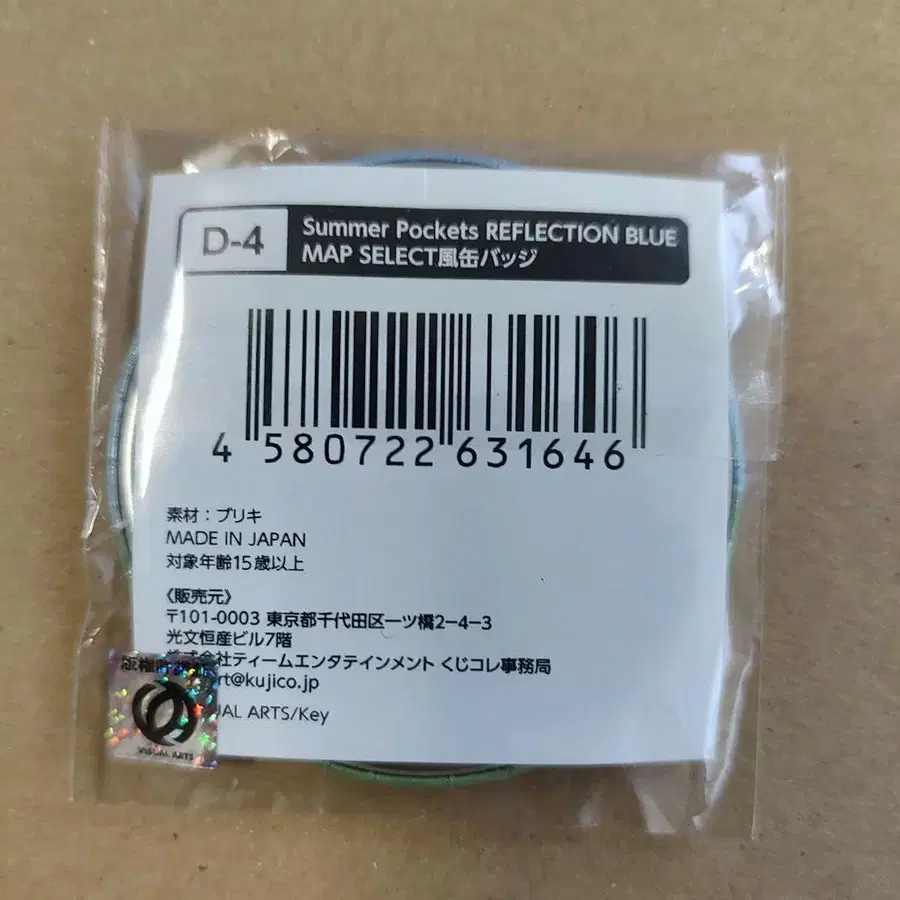 D-4
Summer Pockets REFLECTION BLUE
MAP SELECT風缶バッジ
4 580722 631646
素材：ブリキ
MADE IN JAPAN
対象年齢15歳以上
《販売元》
〒101-0003 東京都千代田区一ツ橋2-4-3
光文恒産ビル7階
式会社ティームエンタテインメント くじコレ事務局
rt@kujico.jp
UAL ARTS/Key
VISUAL ARTS